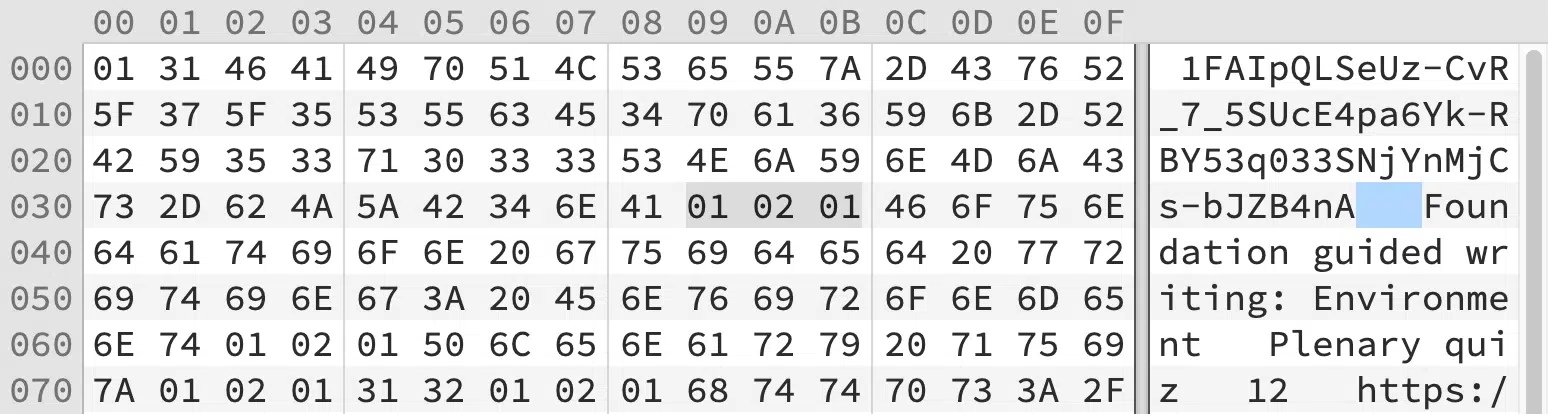 00 01 02 03 04 05 06 07 08 09 0A 0B 0C 0D 0E 0F
000 01 31 46 41 49 70 51 4C 53 65 55 7A 2D 43 76 52 1FAIpQLSeUz-CvR
010 5F 37 5F 35 53 55 63 45 34 70 61 36 59 6B 2D 52 _7_5SUcE4pa6Yk-R
020 42 59 35 33 71 30 33 33 53 4E 6A 59 6E 4D 6A 43 BY53q033SNjYnMjC
030 73 2D 62 4A 5A 42 34 6E 41 01 02 01 46 6F 75 6E s-bJZB4nA Foun
040 64 61 74 69 6F 6E 20 67 75 69 64 65 64 20 77 72 dation guided wr
050 69 74 69 6E 67 3A 20 45 6E 76 69 72 6F 6E 6D 65 iting: Environme
060 6E 74 01 02 01 50 6C 65 6E 61 72 79 20 71 75 69 nt Plenary qui
070 7A 01 02 01 31 32 01 02 01 68 74 74 70 73 3A 2F z 12 https:/